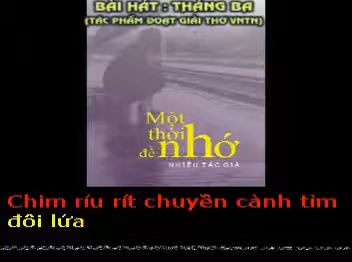 BÀI HÁT : THÁNG BA
(TÁC PHẨM ĐOẠT GIẢI THƠ VNTN)
Một
thời
để nhớ
NHIỀU TÁC GIẢ
Chim ríu rít chuyền cành tìm
đôi lứa